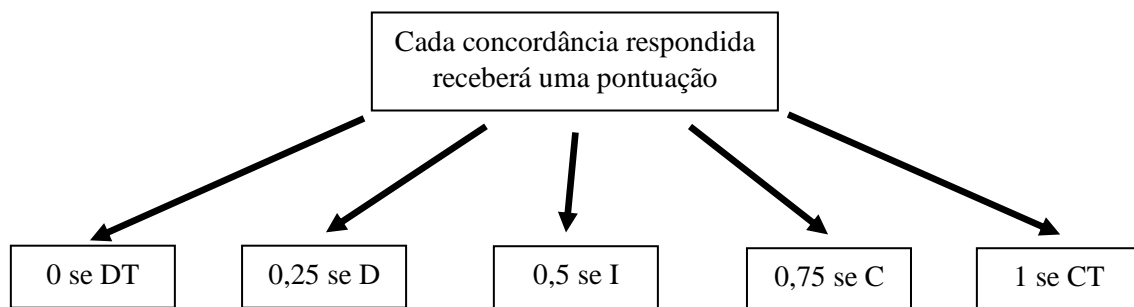 Cada concordância respondida
receberá uma pontuação
0 se DT
0,25 se D
0,5 se I
0,75 se C
1 se CT